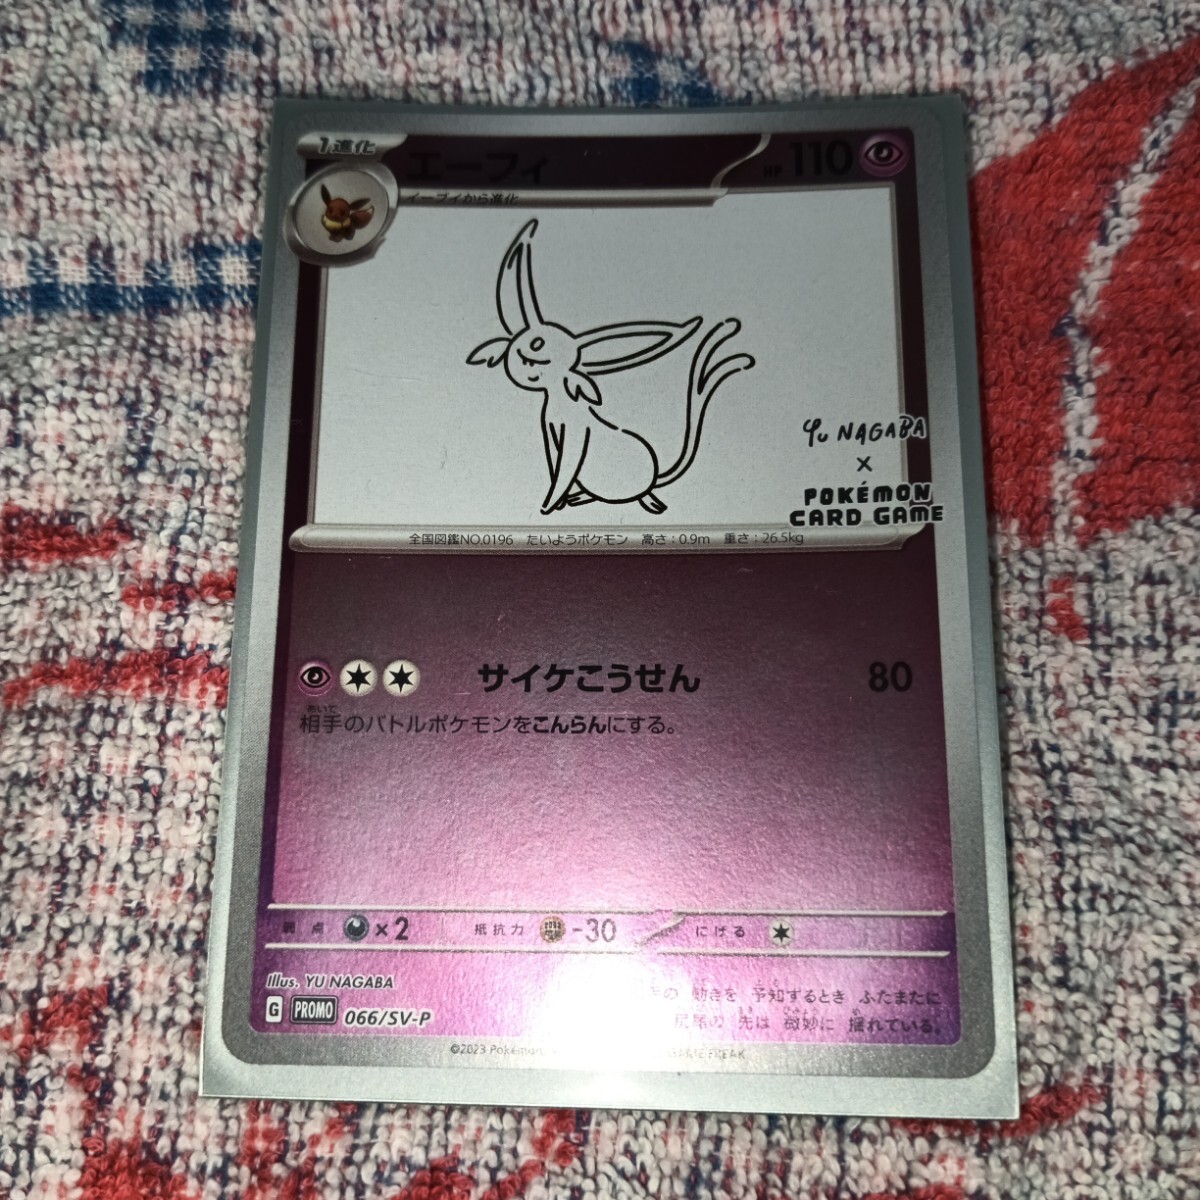 1進化
エーフィ
HP 110
イーブイから進化
Yu NAGABA
×
POKÉMON
CARD GAME
全国図鑑NO.0196 たいようポケモン 高さ:0.9m 重さ:26.5kg
サイケこうせん 80
相手のバトルポケモンをこんらんにする。
弱点 ×2 抵抗力 -30 にげる
Illus. YU NAGABA
の 動きを 予知するとき ふたまたに
尻尾の 先は 微妙に 揺れている。
G PROMO 066/SV-P
©2023 Pokémon GAME FREAK